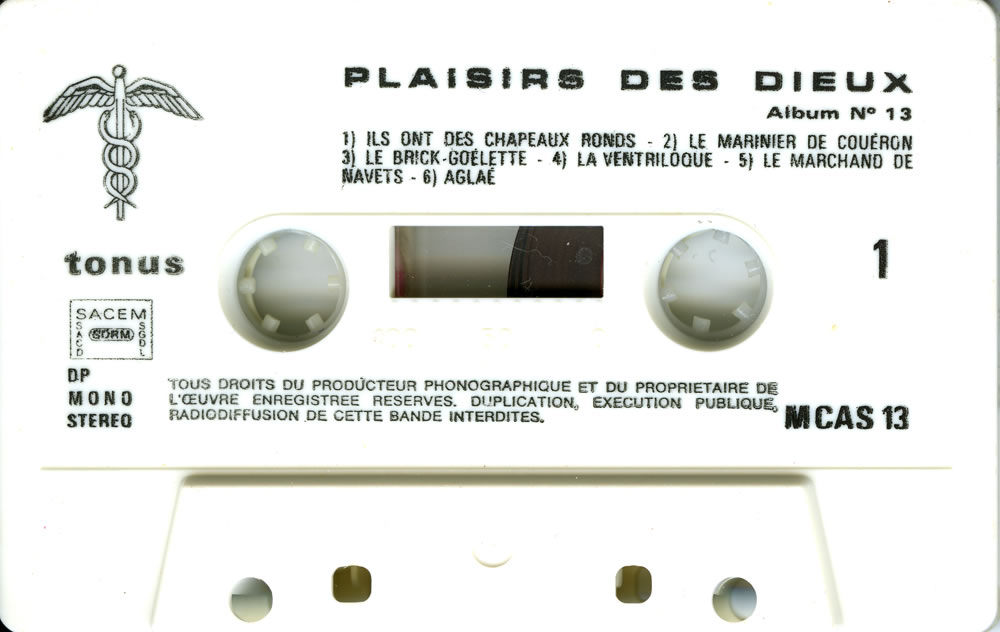 PLAISIRS DES DIEUX
Album Nº 13
1) ILS ONT DES CHAPEAUX RONDS - 2) LE MARINIER DE COUÉRON
3) LE BRICK-GOËLETTE - 4) LA VENTRILOQUE - 5) LE MARCHAND DE
NAVETS - 6) AGLAÉ
tonus
1
SACEM
SACD
SDRM
SGDL
DP
MONO
STEREO
TOUS DROITS DU PRODUCTEUR PHONOGRAPHIQUE ET DU PROPRIETAIRE DE
L'ŒUVRE ENREGISTREE RESERVES. DUPLICATION, EXECUTION PUBLIQUE,
RADIODIFFUSION DE CETTE BANDE INTERDITES.
MCAS 13